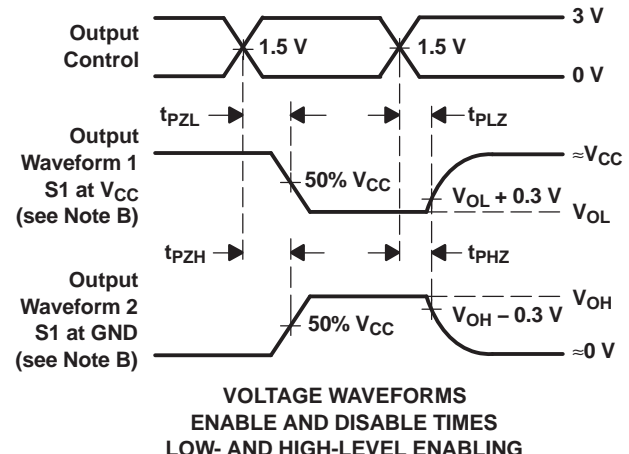 Output
Control
1.5 V
1.5 V
3 V
0 V
tPZL
tPLZ
Output
Waveform 1
S1 at VCC
(see Note B)
50% VCC
VOL + 0.3 V
≈VCC
VOL
tPZH
tPHZ
Output
Waveform 2
S1 at GND
(see Note B)
50% VCC
VOH − 0.3 V
VOH
≈0 V
VOLTAGE WAVEFORMS
ENABLE AND DISABLE TIMES
LOW- AND HIGH-LEVEL ENABLING